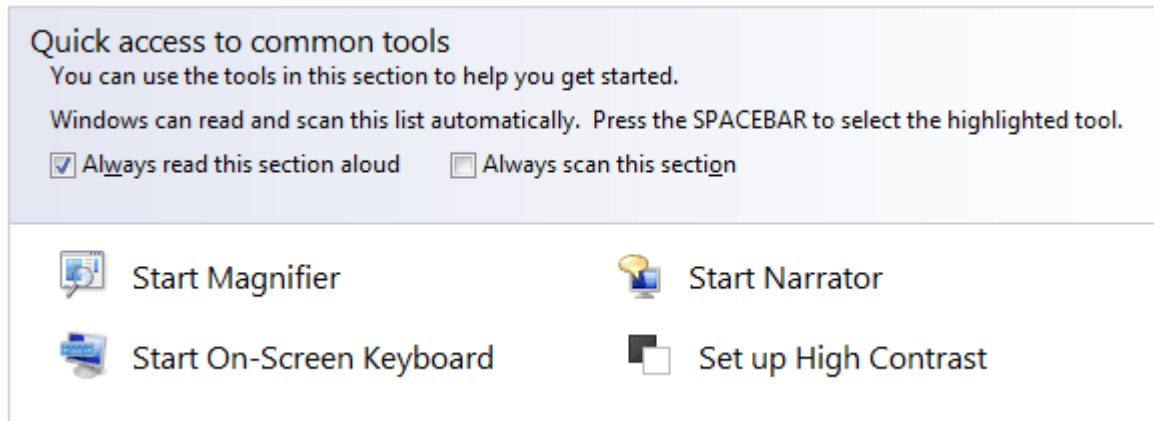 Quick access to common tools
You can use the tools in this section to help you get started.
Windows can read and scan this list automatically.  Press the SPACEBAR to select the highlighted tool.
Always read this section aloud
Always scan this section
Start Magnifier
Start Narrator
Start On-Screen Keyboard
Set up High Contrast